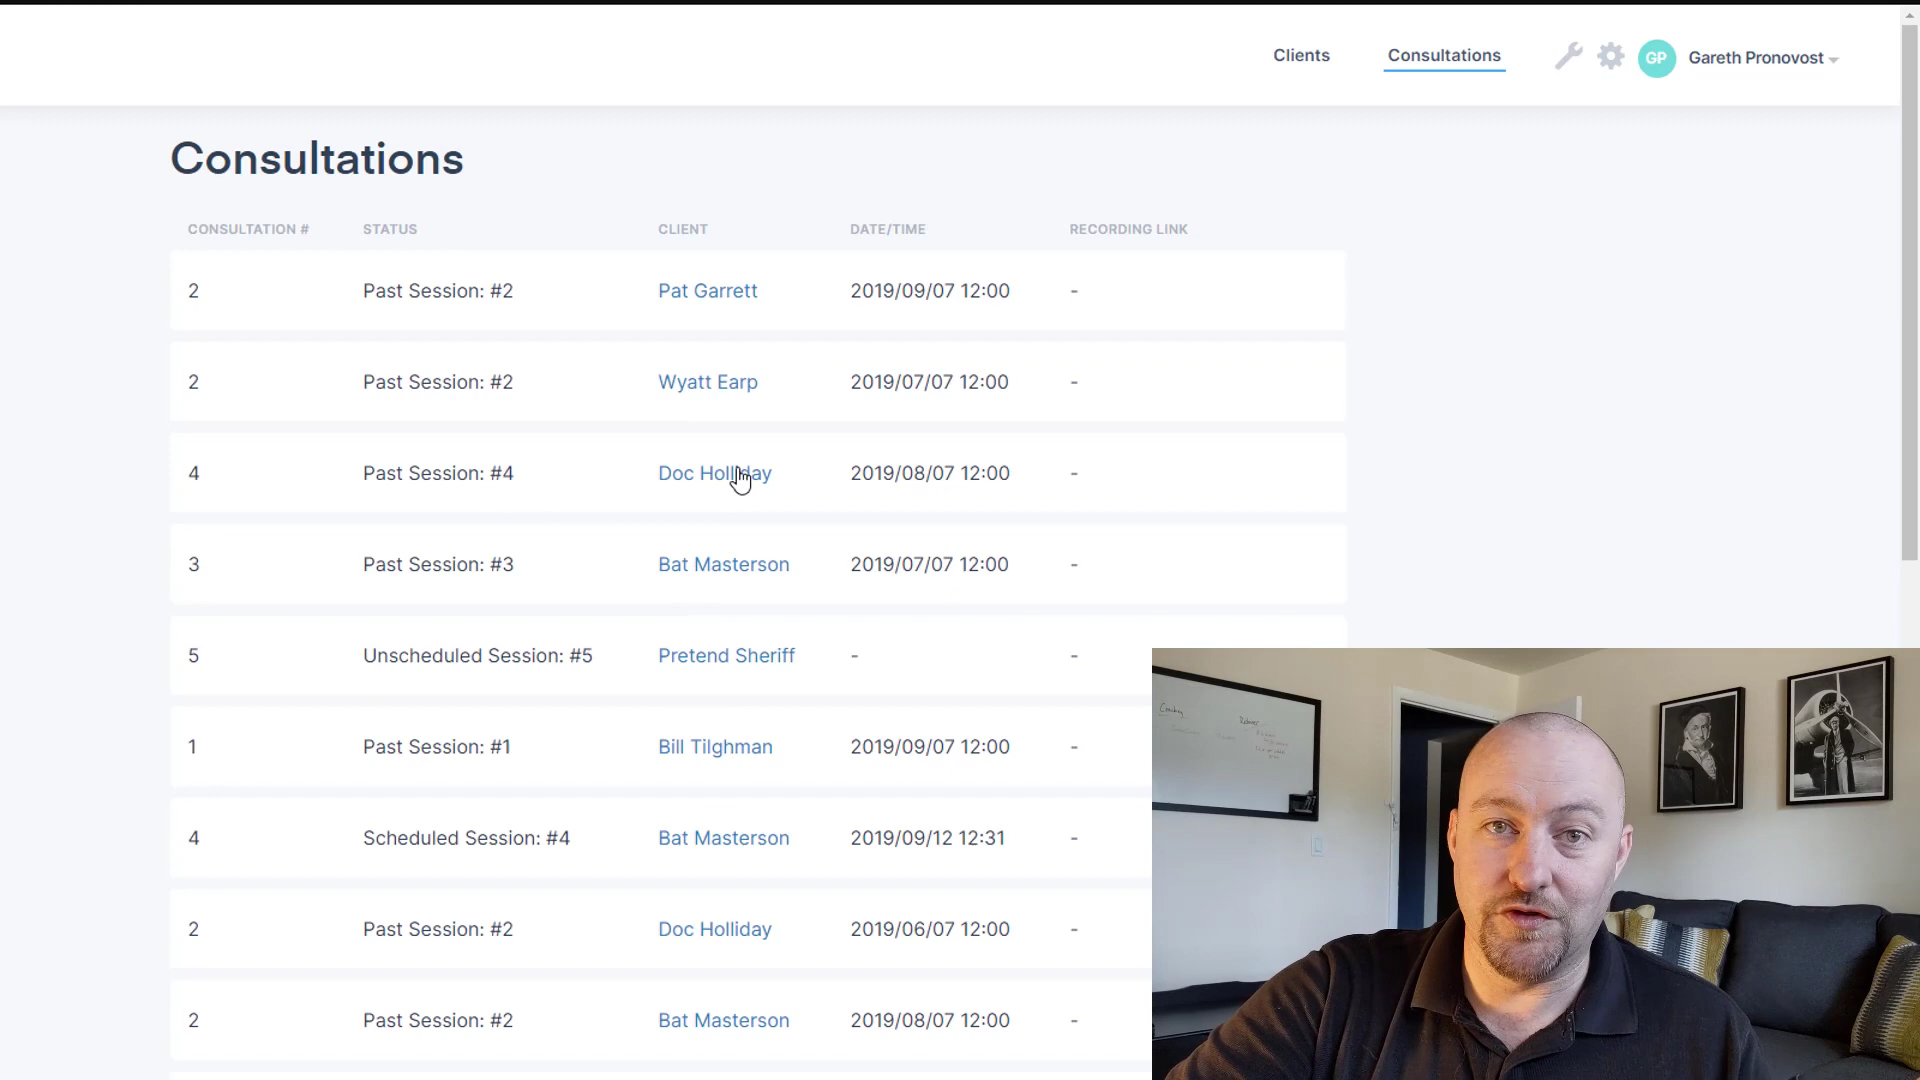 Clients Consultations GP Gareth Pronovost
Consultations
CONSULTATION # STATUS CLIENT DATE/TIME RECORDING LINK
2 Past Session: #2 Pat Garrett 2019/09/07 12:00 -
2 Past Session: #2 Wyatt Earp 2019/07/07 12:00 -
4 Past Session: #4 Doc Holliday 2019/08/07 12:00 -
3 Past Session: #3 Bat Masterson 2019/07/07 12:00 -
5 Unscheduled Session: #5 Pretend Sheriff - -
1 Past Session: #1 Bill Tilghman 2019/09/07 12:00 -
4 Scheduled Session: #4 Bat Masterson 2019/09/12 12:31 -
2 Past Session: #2 Doc Holliday 2019/06/07 12:00 -
2 Past Session: #2 Bat Masterson 2019/08/07 12:00 -